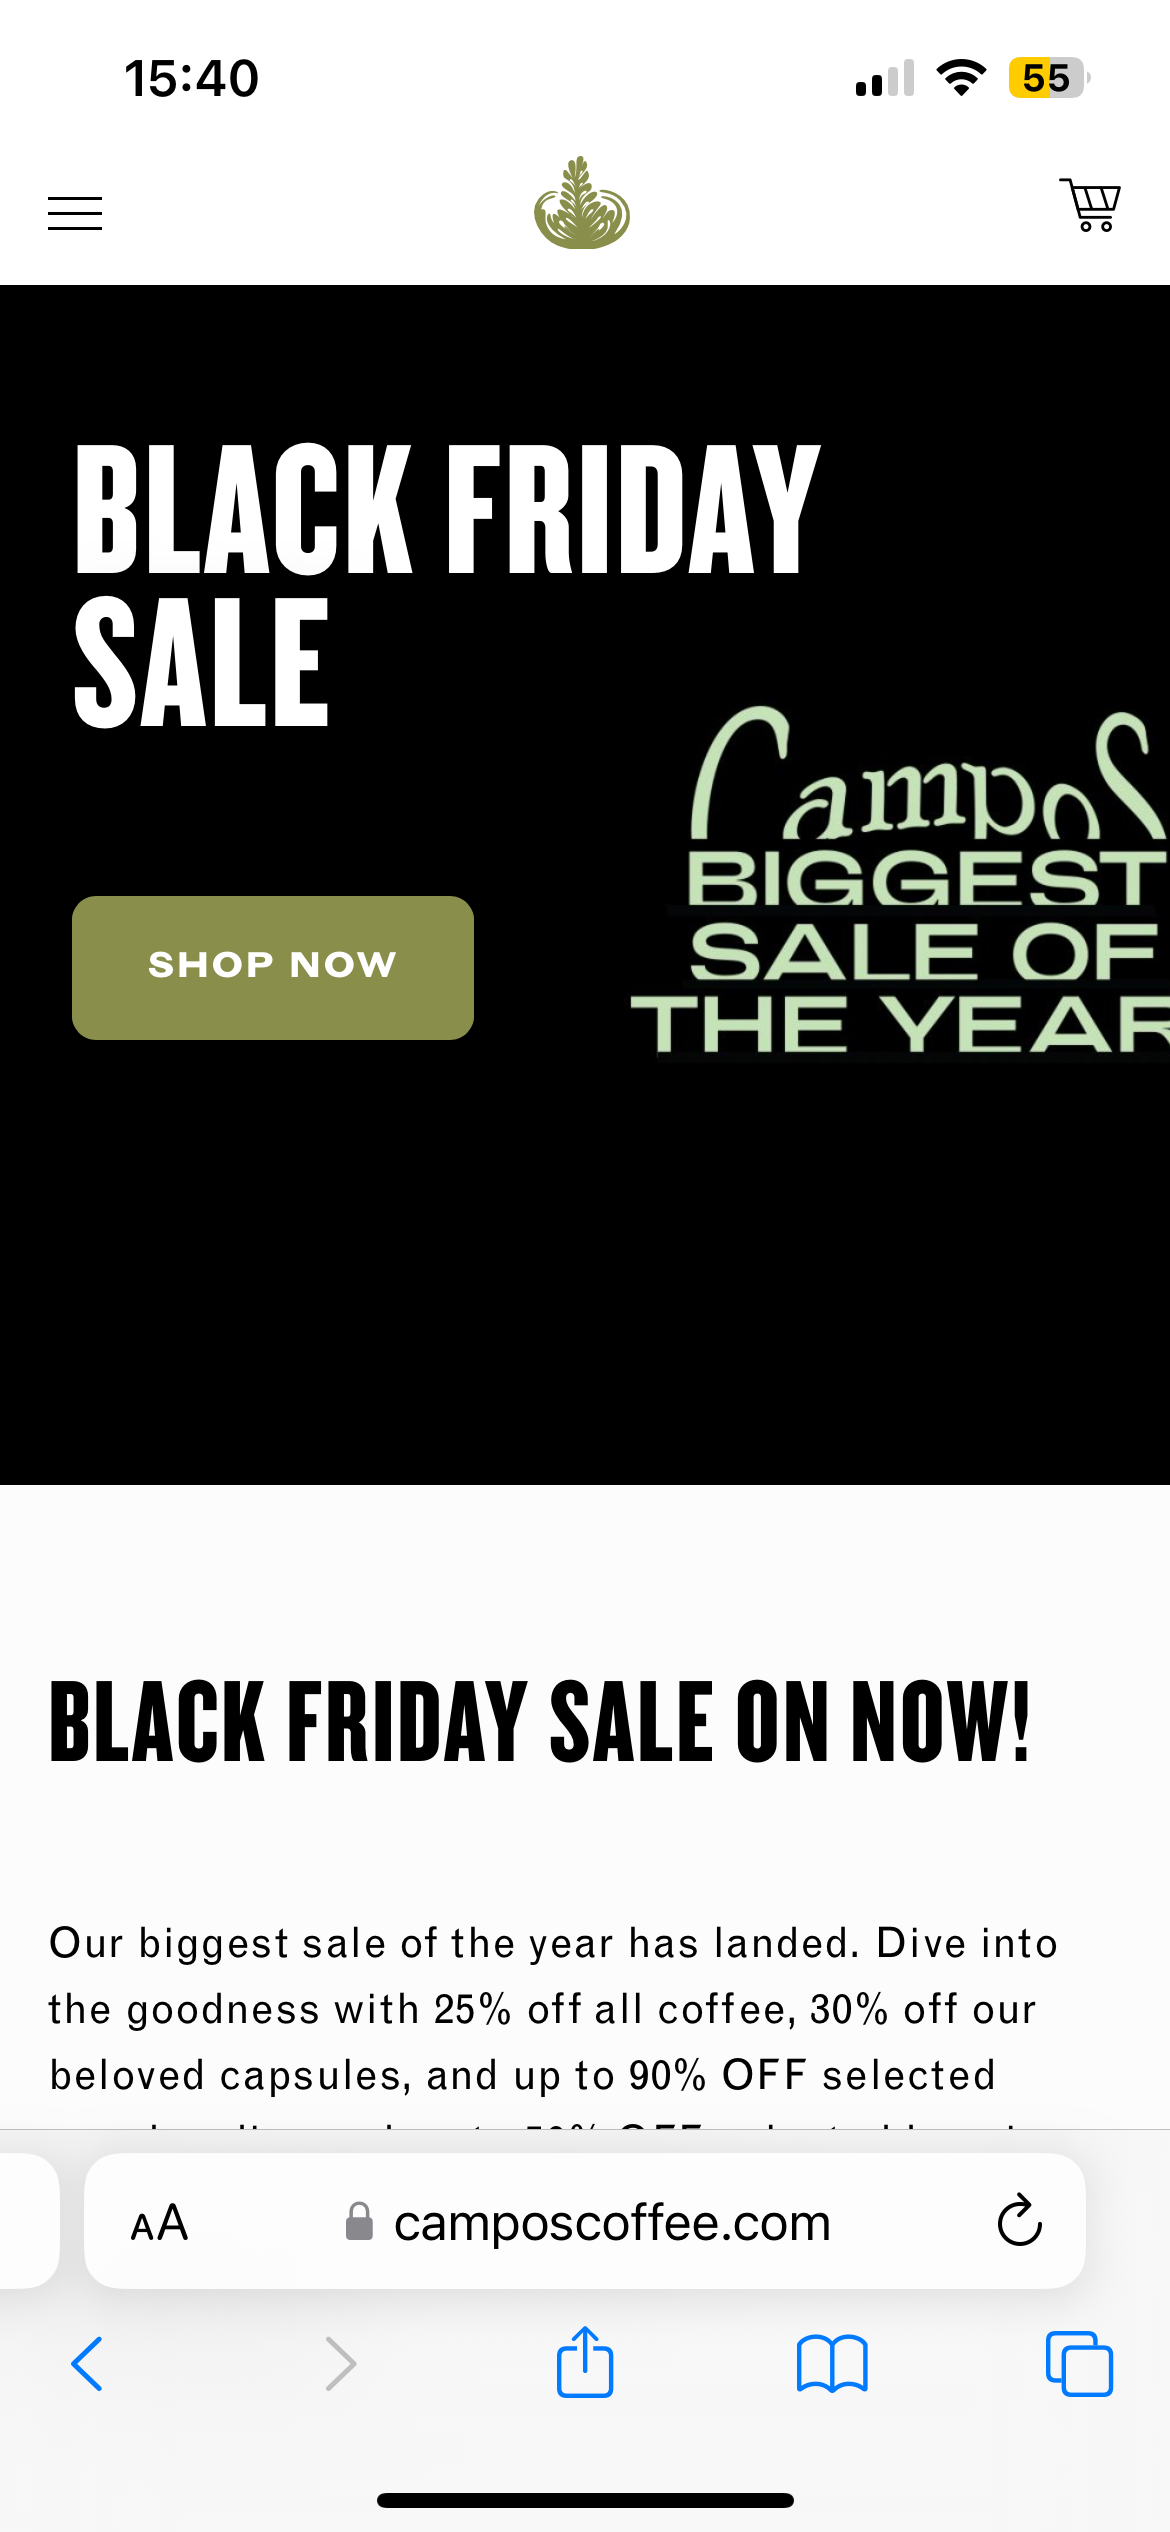 15:40
55
BLACK FRIDAY
SALE
Campos
BIGGEST
SALE OF
THE YEAR
SHOP NOW
BLACK FRIDAY SALE ON NOW!
Our biggest sale of the year has landed. Dive into
the goodness with 25% off all coffee, 30% off our
beloved capsules, and up to 90% OFF selected
AA
camposcoffee.com